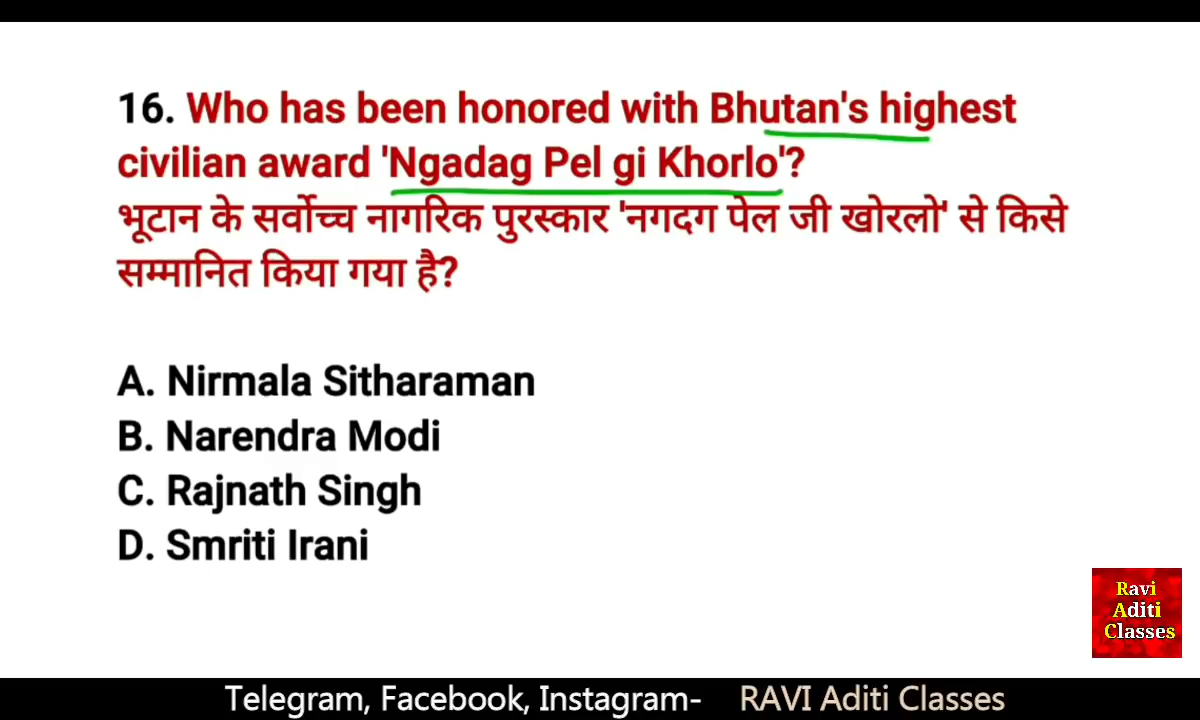 16. Who has been honored with Bhutan's highest
civilian award 'Ngadag Pel gi Khorlo'?
भूटान के सर्वोच्च नागरिक पुरस्कार 'नगदग पेल जी खोरलो' से किसे
सम्मानित किया गया है?
A. Nirmala Sitharaman
B. Narendra Modi
C. Rajnath Singh
D. Smriti Irani
Ravi
Aditi
Classes
Telegram, Facebook, Instagram- RAVI Aditi Classes